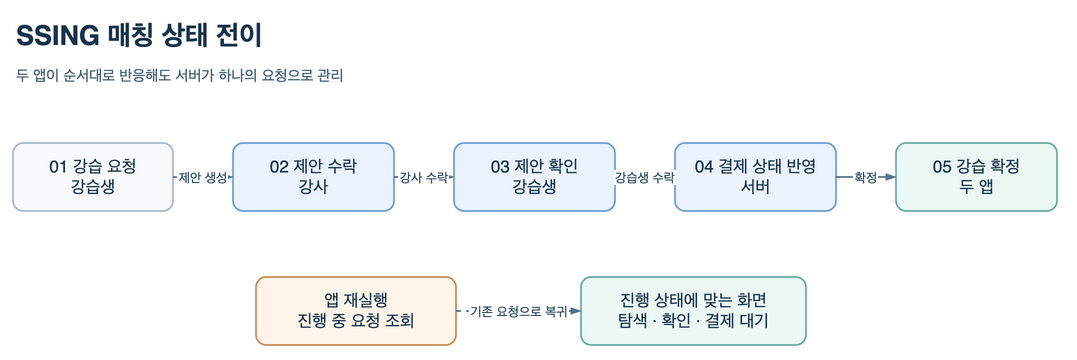 SSING 매칭 상태 전이
두 앱이 순서대로 반응해도 서버가 하나의 요청으로 관리
01 강습 요청
강습생
제안 생성
02 제안 수락
강사
강사 수락
03 제안 확인
강습생
강습생 수락
04 결제 상태 반영
서버
확정
05 강습 확정
두 앱
앱 재실행
진행 중 요청 조회
기존 요청으로 복귀
진행 상태에 맞는 화면
탐색 · 확인 · 결제 대기